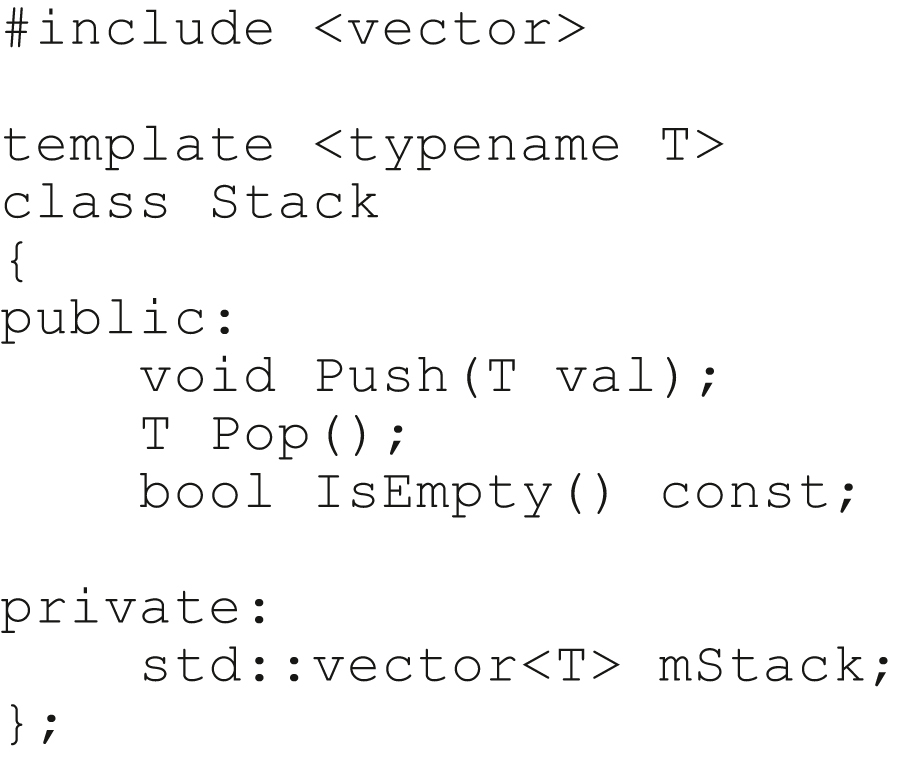 #include <vector>
template <typename T>
class Stack
{
public:
    void Push(T val);
    T Pop();
    bool IsEmpty() const;
private:
    std::vector<T> mStack;
};